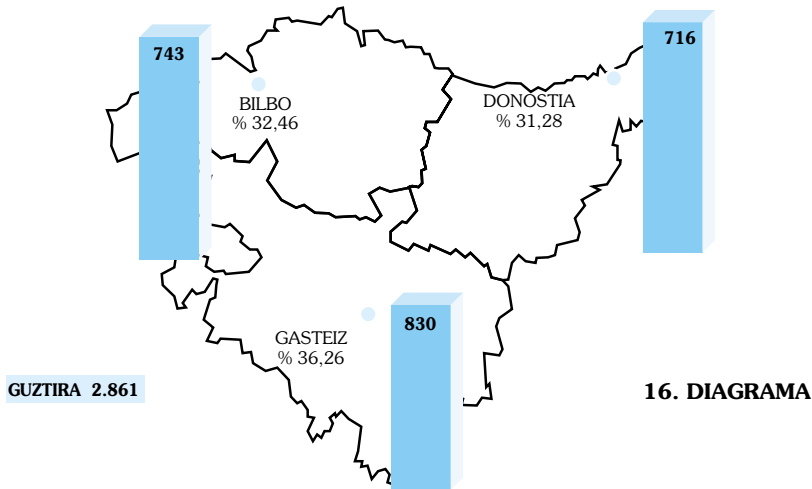 743
716
BILBO
% 32,46
DONOSTIA
% 31,28
830
GASTEIZ
% 36,26
GUZTIRA 2.861
16. DIAGRAMA